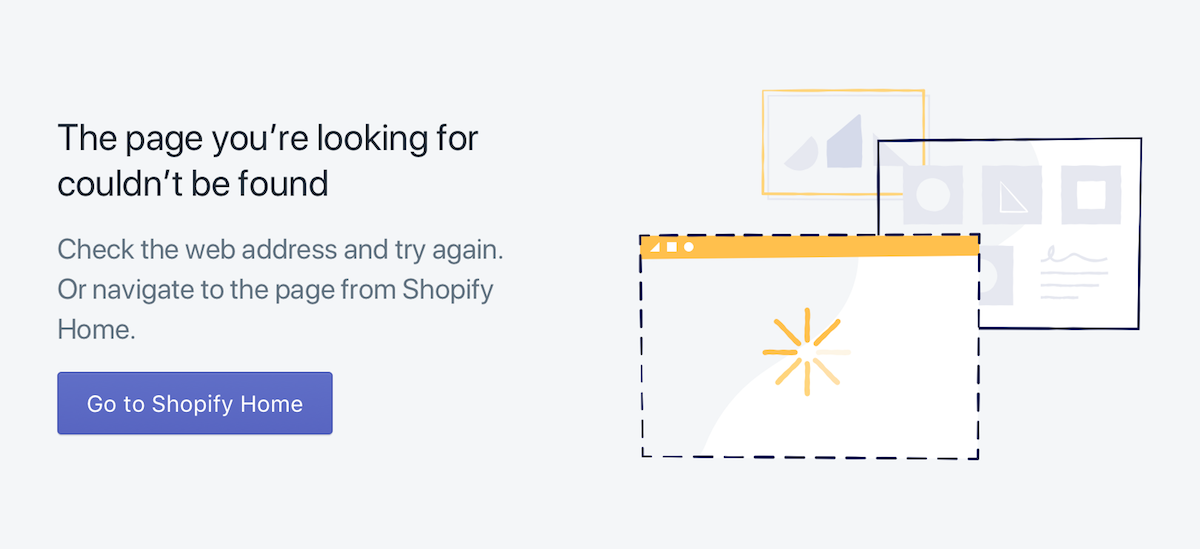 The page you’re looking for
couldn’t be found
Check the web address and try again.
Or navigate to the page from Shopify
Home.
Go to Shopify Home